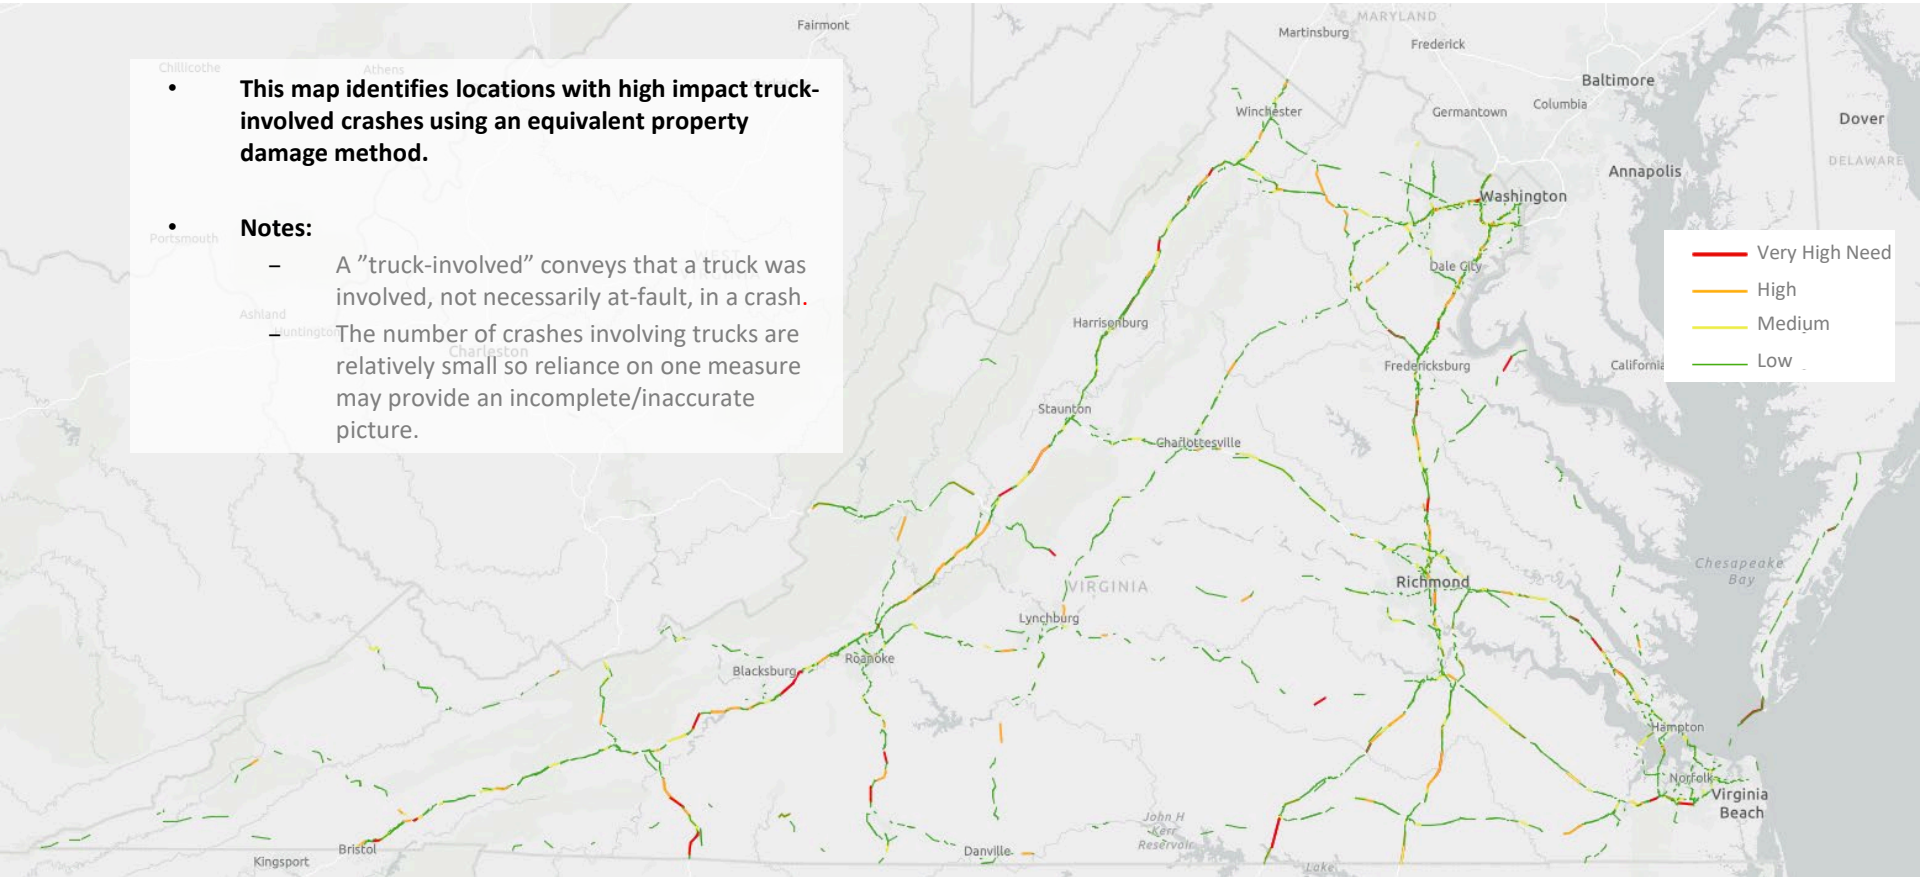 Fairmont
MARYLAND
Martinsburg
Frederick
Chillicothe
Athens
Baltimore
Winchester
Germantown
Columbia
Dover
DELAWARE
Annapolis
Washington
• This map identifies locations with high impact truck-
involved crashes using an equivalent property
damage method.
• Notes:
– A ”truck-involved” conveys that a truck was
involved, not necessarily at-fault, in a crash.
– The number of crashes involving trucks are
relatively small so reliance on one measure
may provide an incomplete/inaccurate
picture.
Portsmouth
Ashland
Huntington
Charleston
Very High Need
High
Medium
Low
Dale City
Harrisonburg
Fredericksburg
California
Staunton
Charlottesville
Chesapeake
Bay
VIRGINIA
Richmond
Lynchburg
Roanoke
Blacksburg
Hampton
Norfolk
Virginia
Beach
John H
Kerr
Reservoir
Danville
Bristol
Kingsport
Lake